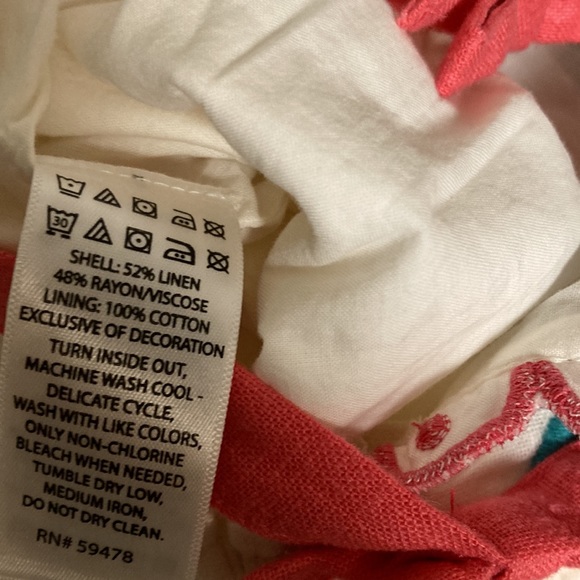 30
SHELL: 52% LINEN
48% RAYON/VISCOSE
LINING: 100% COTTON
EXCLUSIVE OF DECORATION
TURN INSIDE OUT,
MACHINE WASH COOL -
DELICATE CYCLE,
WASH WITH LIKE COLORS,
ONLY NON-CHLORINE
BLEACH WHEN NEEDED,
TUMBLE DRY LOW,
MEDIUM IRON,
DO NOT DRY CLEAN.
RN# 59478